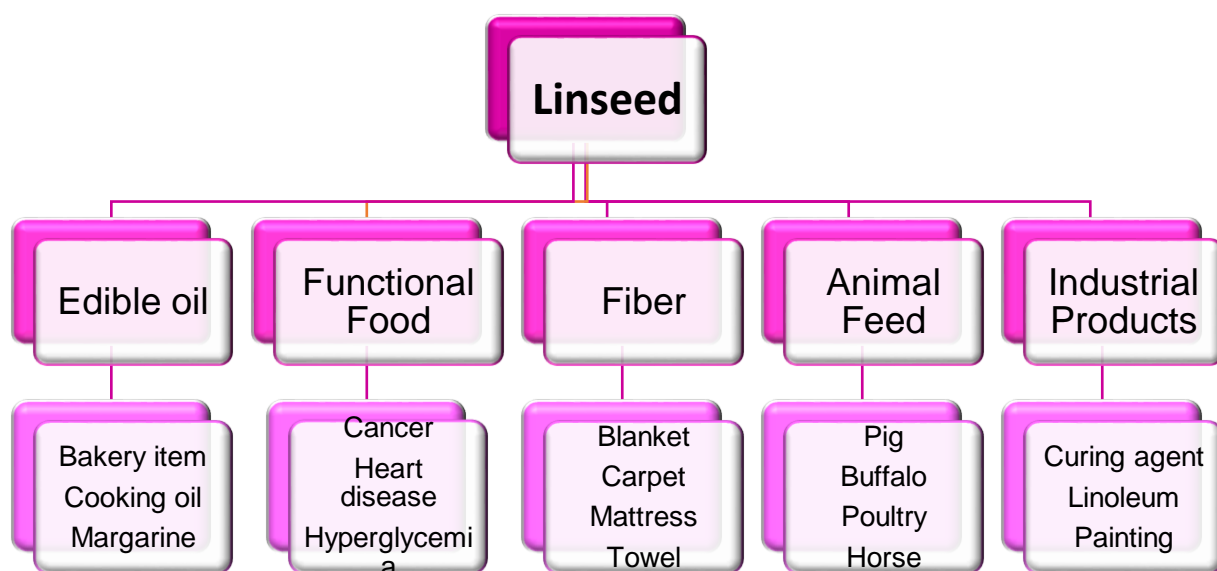 Linseed
Edible oil
Functional
Food
Fiber
Animal
Feed
Industrial
Products
Bakery item
Cooking oil
Margarine
Cancer
Heart
disease
Hyperglycemi
a
Blanket
Carpet
Mattress
Towel
Pig
Buffalo
Poultry
Horse
Curing agent
Linoleum
Painting